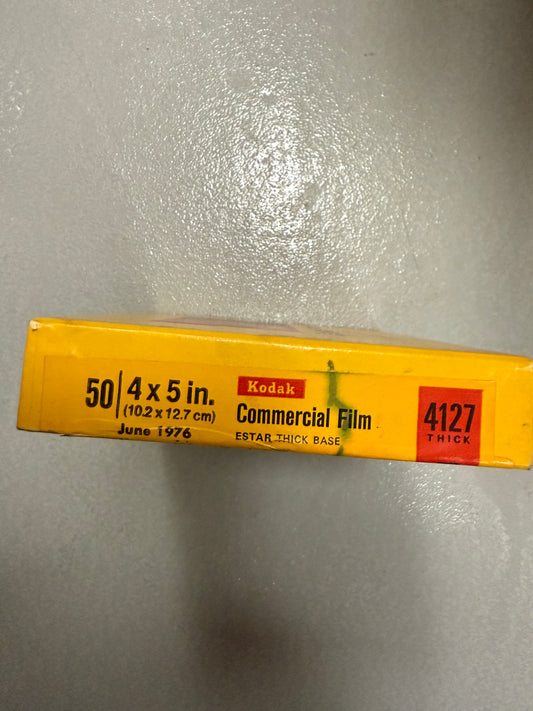 50 4 x 5 in.
(10.2 x 12.7 cm)
June 1976
Kodak
Commercial Film
ESTAR THICK BASE
4127
THICK